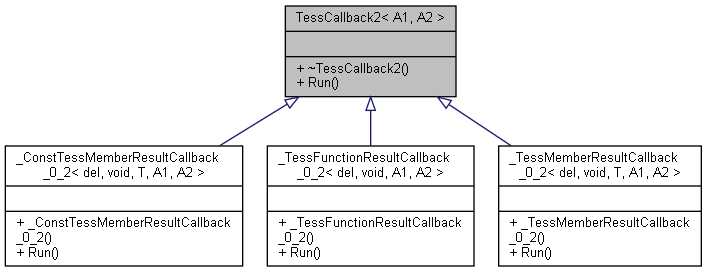 TessCallback2< A1, A2 >
+ ~TessCallback2()
+ Run()
_ConstTessMemberResultCallback
_0_2< del, void, T, A1, A2 >
+ _ConstTessMemberResultCallback
_0_2()
+ Run()
_TessFunctionResultCallback
_0_2< del, void, A1, A2 >
+ _TessFunctionResultCallback
_0_2()
+ Run()
_TessMemberResultCallback
_0_2< del, void, T, A1, A2 >
+ _TessMemberResultCallback
_0_2()
+ Run()